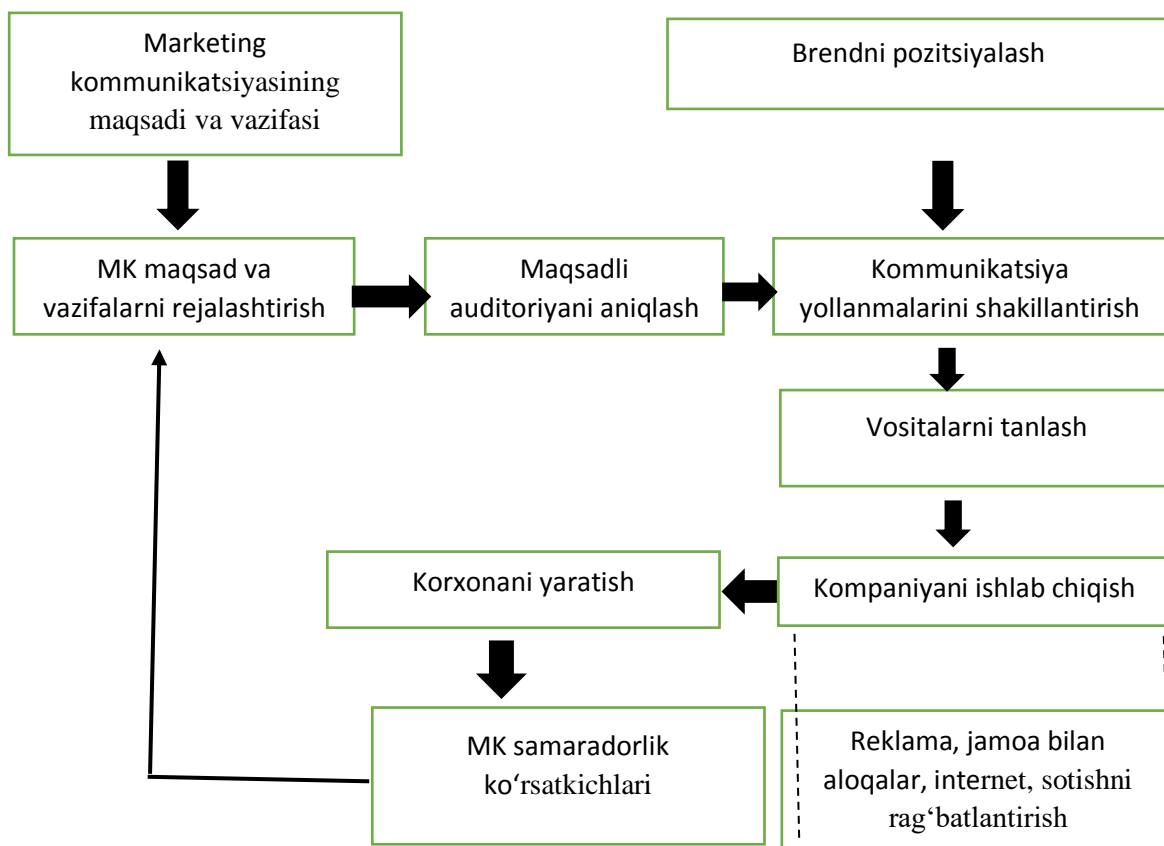 Marketing
kommunikatsiyasining
maqsadi va vazifasi
Brendni pozitsiyalash
MK maqsad va
vazifalarni rejalashtirish
Maqsadli
auditoriyani aniqlash
Kommunikatsiya
yollanmalarini shakillantirish
Vositalarni tanlash
Korxonani yaratish
Kompaniyani ishlab chiqish
MK samaradorlik
ko‘rsatkichlari
Reklama, jamoa bilan
aloqalar, internet, sotishni
rag‘batlantirish